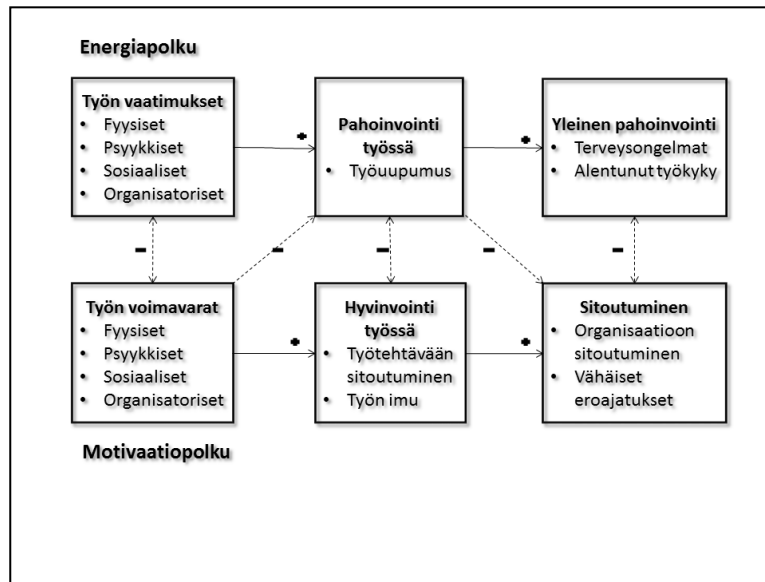 Energiapolku
Työn vaatimukset
• Fyysiset
• Psyykkiset
• Sosiaaliset
• Organisatoriset
+
Pahoinvointi
työssä
• Työuupumus
+
Yleinen pahoinvointi
• Terveysongelmat
• Alentunut työkyky
–
–
–
–
–
Työn voimavarat
• Fyysiset
• Psyykkiset
• Sosiaaliset
• Organisatoriset
+
Hyvinvointi
työssä
• Työtehtävään
sitoutuminen
• Työn imu
+
Sitoutuminen
• Organisaatioon
sitoutuminen
• Vähäiset
eroajatukset
Motivaatiopolku